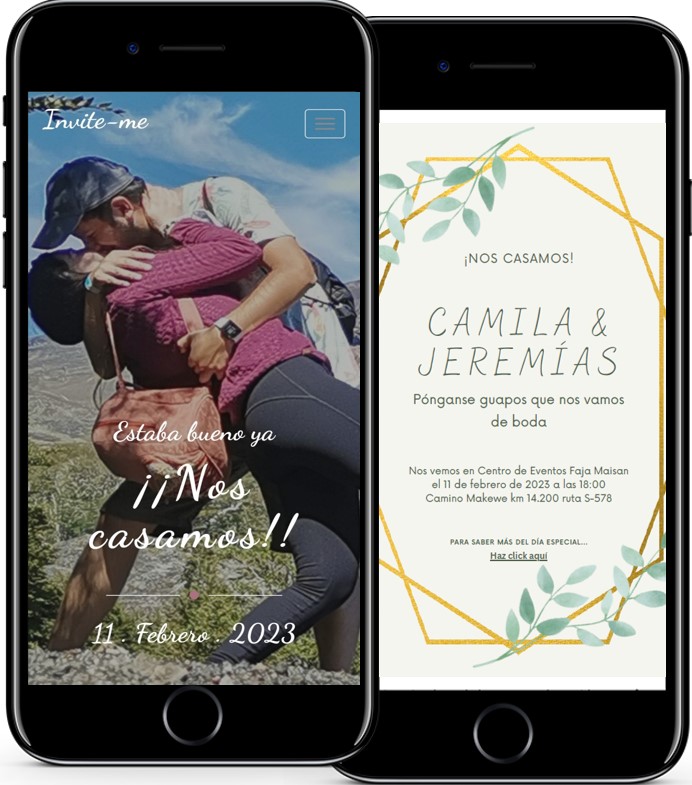 Invite-me
Estaba bueno ya
¡¡Nos
casamos!!
11 . Febrero . 2023
¡NOS CASAMOS!
CAMILA &
JEREMÍAS
Pónganse guapos que nos vamos
de boda
Nos vemos en Centro de Eventos Faja Maisan
el 11 de febrero de 2023 a las 18:00
Camino Makewe km 14.200 ruta S-578
PARA SABER MÁS DEL DÍA ESPECIAL...
Haz click aquí